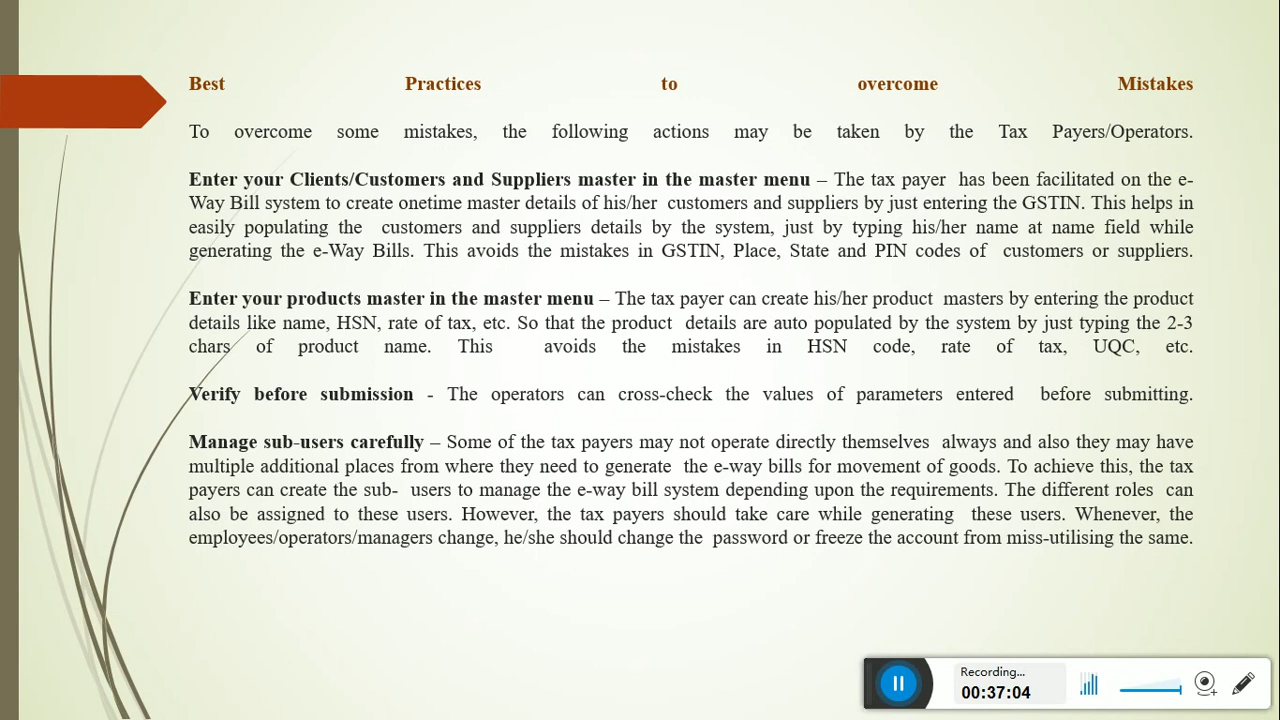 Best Practices to overcome Mistakes
To overcome some mistakes, the following actions may be taken by the Tax Payers/Operators.
Enter your Clients/Customers and Suppliers master in the master menu – The tax payer has been facilitated on the e-
Way Bill system to create onetime master details of his/her customers and suppliers by just entering the GSTIN. This helps in
easily populating the customers and suppliers details by the system, just by typing his/her name at name field while
generating the e-Way Bills. This avoids the mistakes in GSTIN, Place, State and PIN codes of customers or suppliers.
Enter your products master in the master menu – The tax payer can create his/her product masters by entering the product
details like name, HSN, rate of tax, etc. So that the product details are auto populated by the system by just typing the 2-3
chars of product name. This avoids the mistakes in HSN code, rate of tax, UQC, etc.
Verify before submission - The operators can cross-check the values of parameters entered before submitting.
Manage sub-users carefully – Some of the tax payers may not operate directly themselves always and also they may have
multiple additional places from where they need to generate the e-way bills for movement of goods. To achieve this, the tax
payers can create the sub- users to manage the e-way bill system depending upon the requirements. The different roles can
also be assigned to these users. However, the tax payers should take care while generating these users. Whenever, the
employees/operators/managers change, he/she should change the password or freeze the account from miss-utilising the same.
Recording...
00:37:04